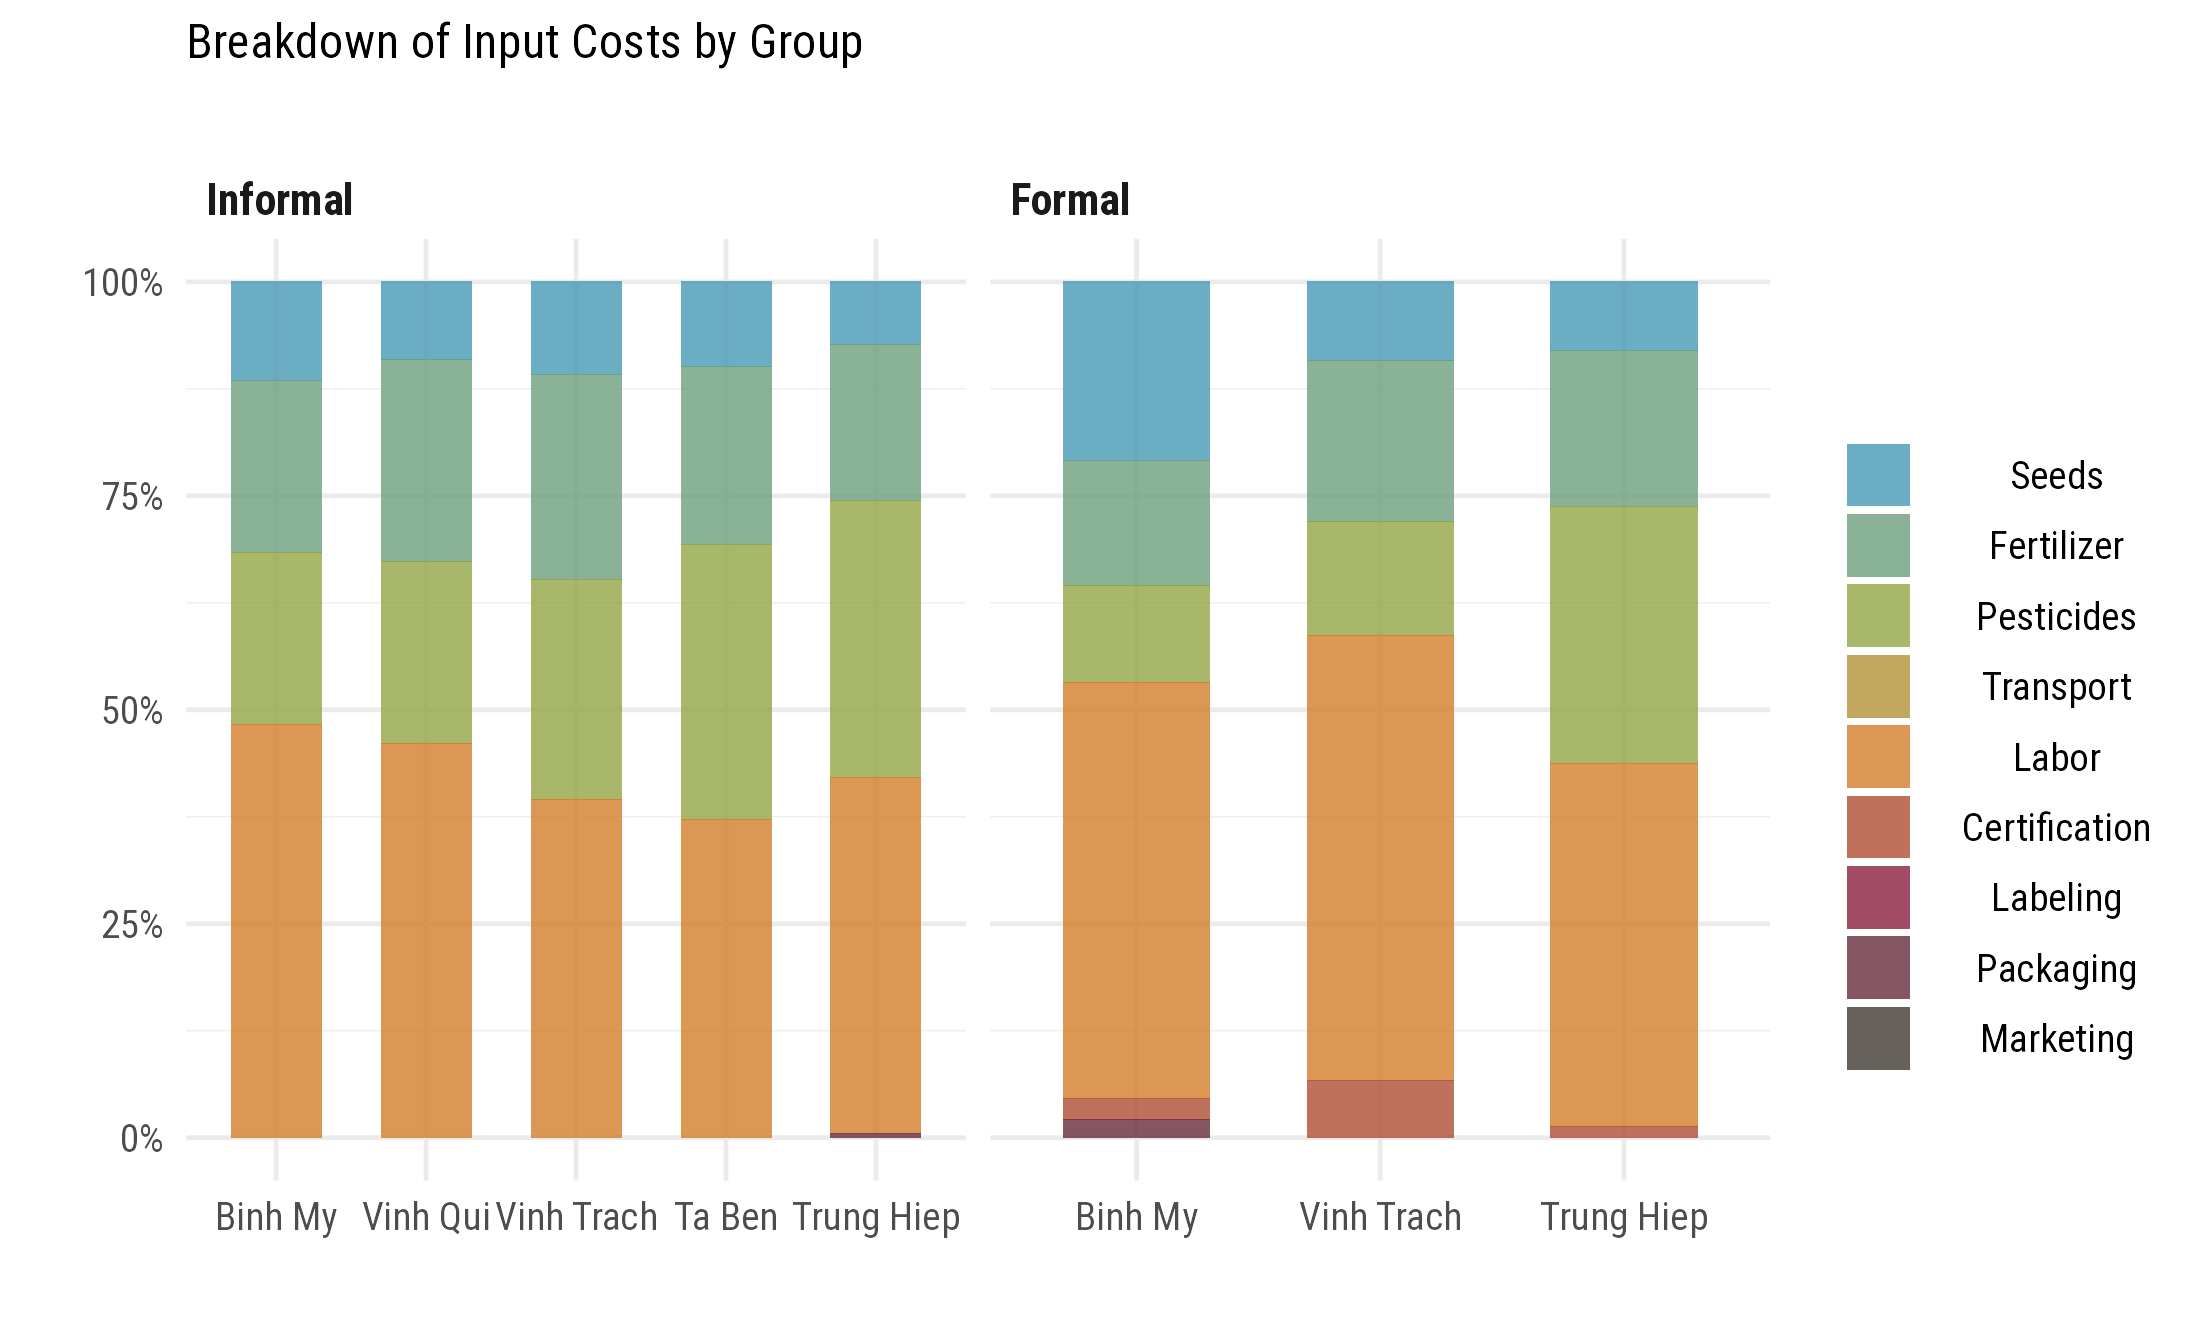 Breakdown of Input Costs by Group
Informal
Formal
100%
75%
50%
25%
0%
Binh My
Vinh Qui
Vinh Trach
Ta Ben
Trung Hiep
Binh My
Vinh Trach
Trung Hiep
Seeds
Fertilizer
Pesticides
Transport
Labor
Certification
Labeling
Packaging
Marketing